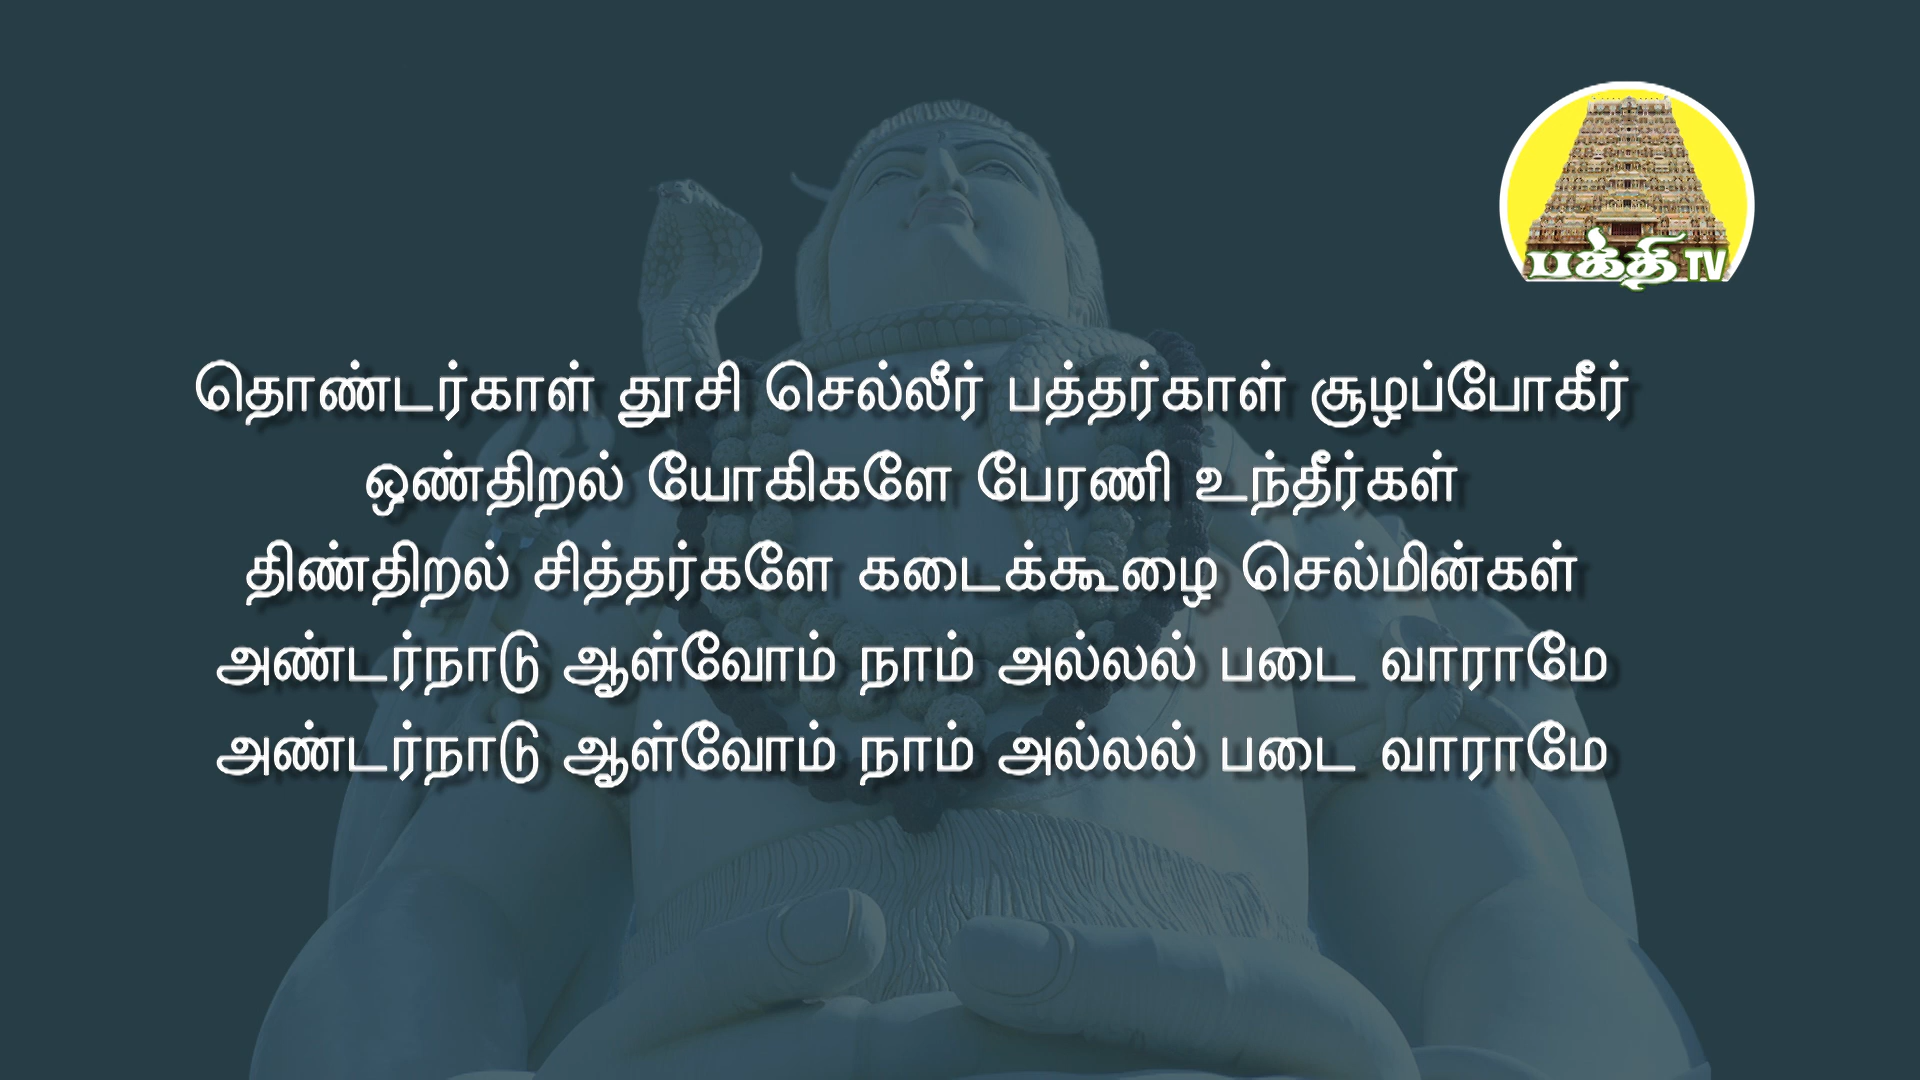 பக்தி TV
தொண்டர்காள் தூசி செல்லீர் பத்தர்காள் சூழப்போகீர்
ஒண்திறல் யோகிகளே பேரணி உந்தீர்கள்
திண்திறல் சித்தர்களே கடைக்கூழை செல்மின்கள்
அண்டர்நாடு ஆள்வோம் நாம் அல்லல் படை வாராமே
அண்டர்நாடு ஆள்வோம் நாம் அல்லல் படை வாராமே